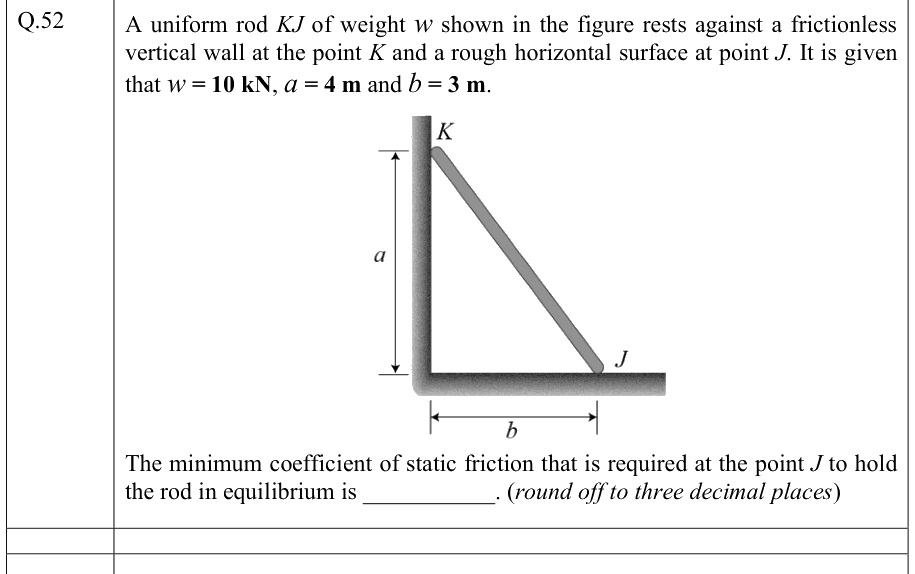 Q.52
A uniform rod KJ of weight w shown in the figure rests against a frictionless
vertical wall at the point K and a rough horizontal surface at point J. It is given
that w = 10 kN, a = 4 m and b = 3 m.
K
a
J
b
The minimum coefficient of static friction that is required at the point J to hold
the rod in equilibrium is ____________. (round off to three decimal places)